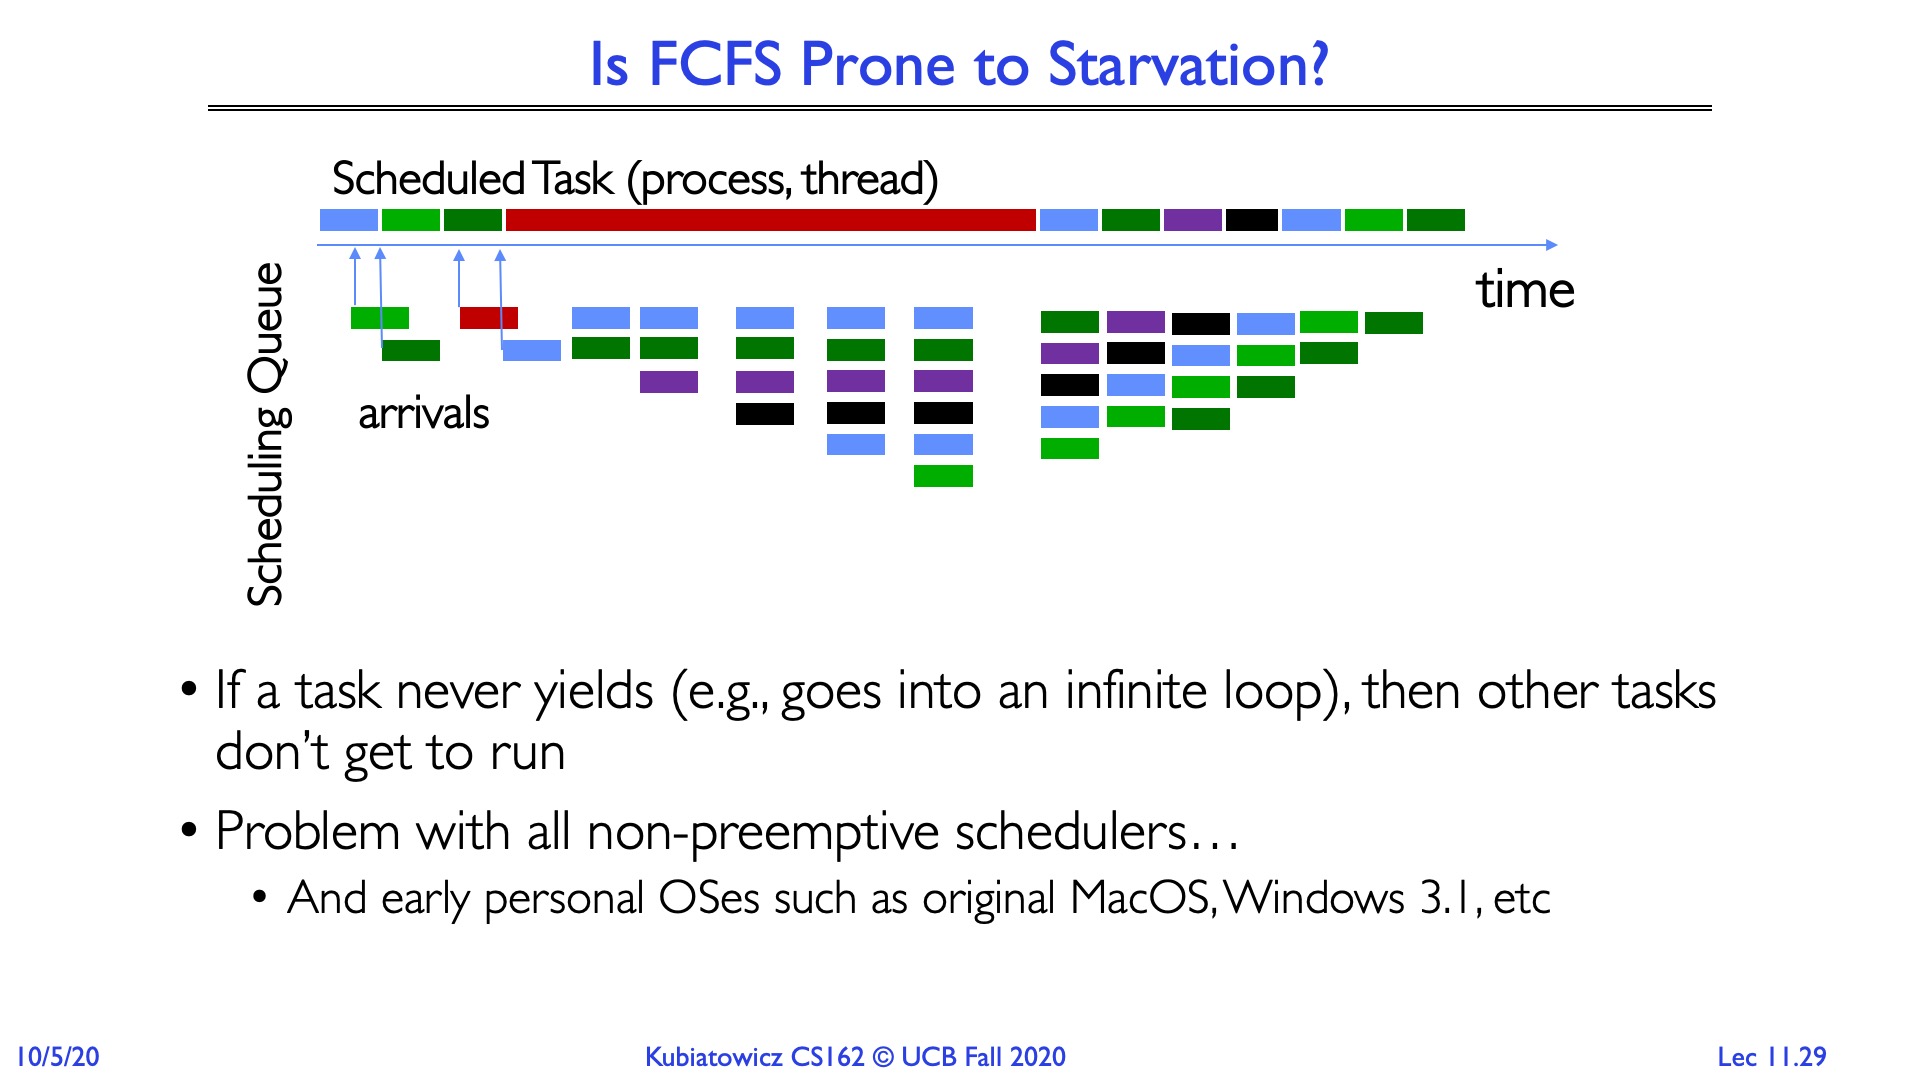 Is FCFS Prone to Starvation?
Scheduled Task (process, thread)
time
Scheduling Queue
arrivals
• If a task never yields (e.g., goes into an infinite loop), then other tasks
don’t get to run
• Problem with all non-preemptive schedulers…
• And early personal OSes such as original MacOS, Windows 3.1, etc
10/5/20
Kubiatowicz CS162 © UCB Fall 2020
Lec 11.29